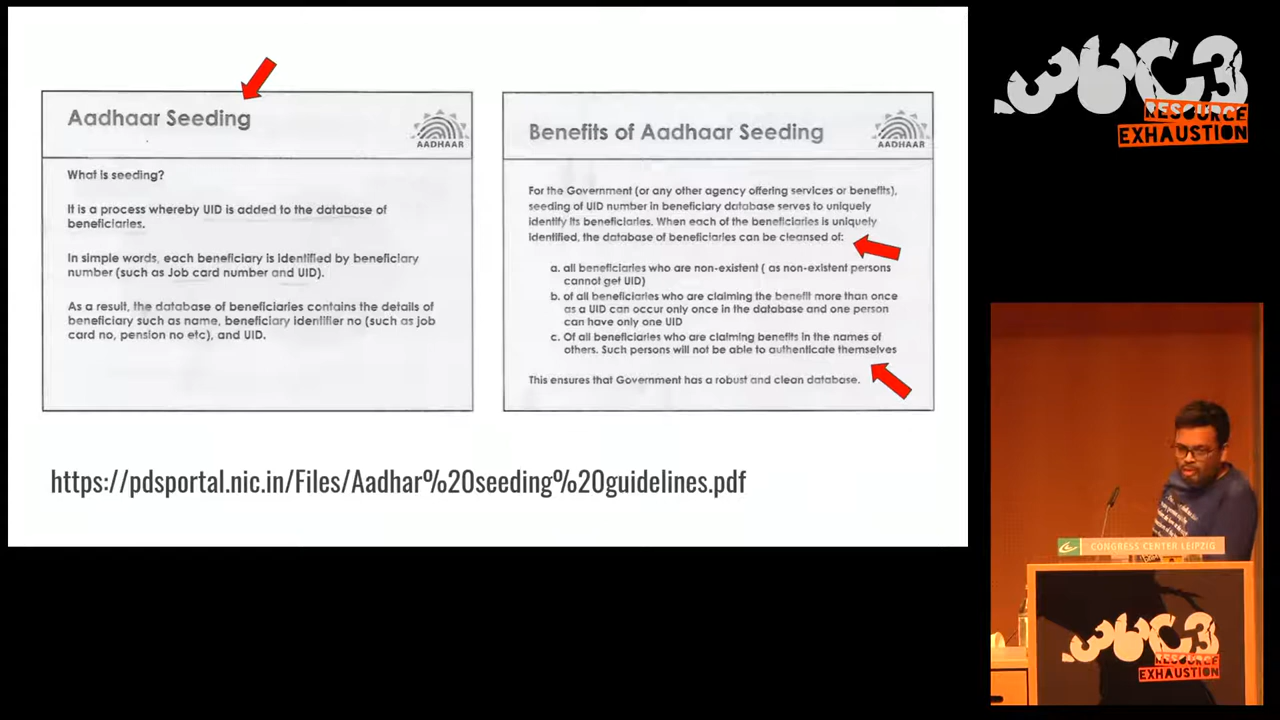 Aadhaar Seeding
AADHAAR
What is seeding?
It is a process whereby UID is added to the database of
beneficiaries.
In simple words, each beneficiary is identified by beneficiary
number (such as Job card number and UID).
As a result, the database of beneficiaries contains the details of
beneficiary such as name, beneficiary identifier no (such as job
card no, pension no etc), and UID.
Benefits of Aadhaar Seeding
AADHAAR
For the Government (or any other agency offering services or benefits),
seeding of UID number in beneficiary database serves to uniquely
identify its beneficiaries. When each of the beneficiaries is uniquely
identified, the database of beneficiaries can be cleansed of:
a. all beneficiaries who are non-existent ( as non-existent persons
cannot get UID)
b. of all beneficiaries who are claiming the benefit more than once
as a UID can occur only once in the database and one person
can have only one UID
c. Of all beneficiaries who are claiming benefits in the names of
others. Such persons will not be able to authenticate themselves
This ensures that Government has a robust and clean database.
https://pdsportal.nic.in/Files/Aadhar%20seeding%20guidelines.pdf
36C3
RESOURCE
EXHAUSTION
CONGRESS CENTER LEIPZIG
36C3
RESOURCE
EXHAUSTION